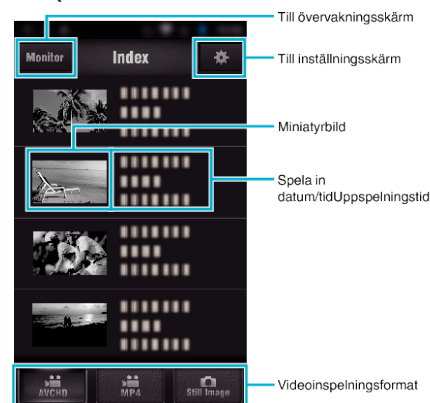 Till övervakningsskärm
Monitor
Index
Till inställningsskärm
Miniatyrbild
Spela in
datum/tidUppspelningstid
AVCHD
MP4
Still Image
Videoinspelningsformat